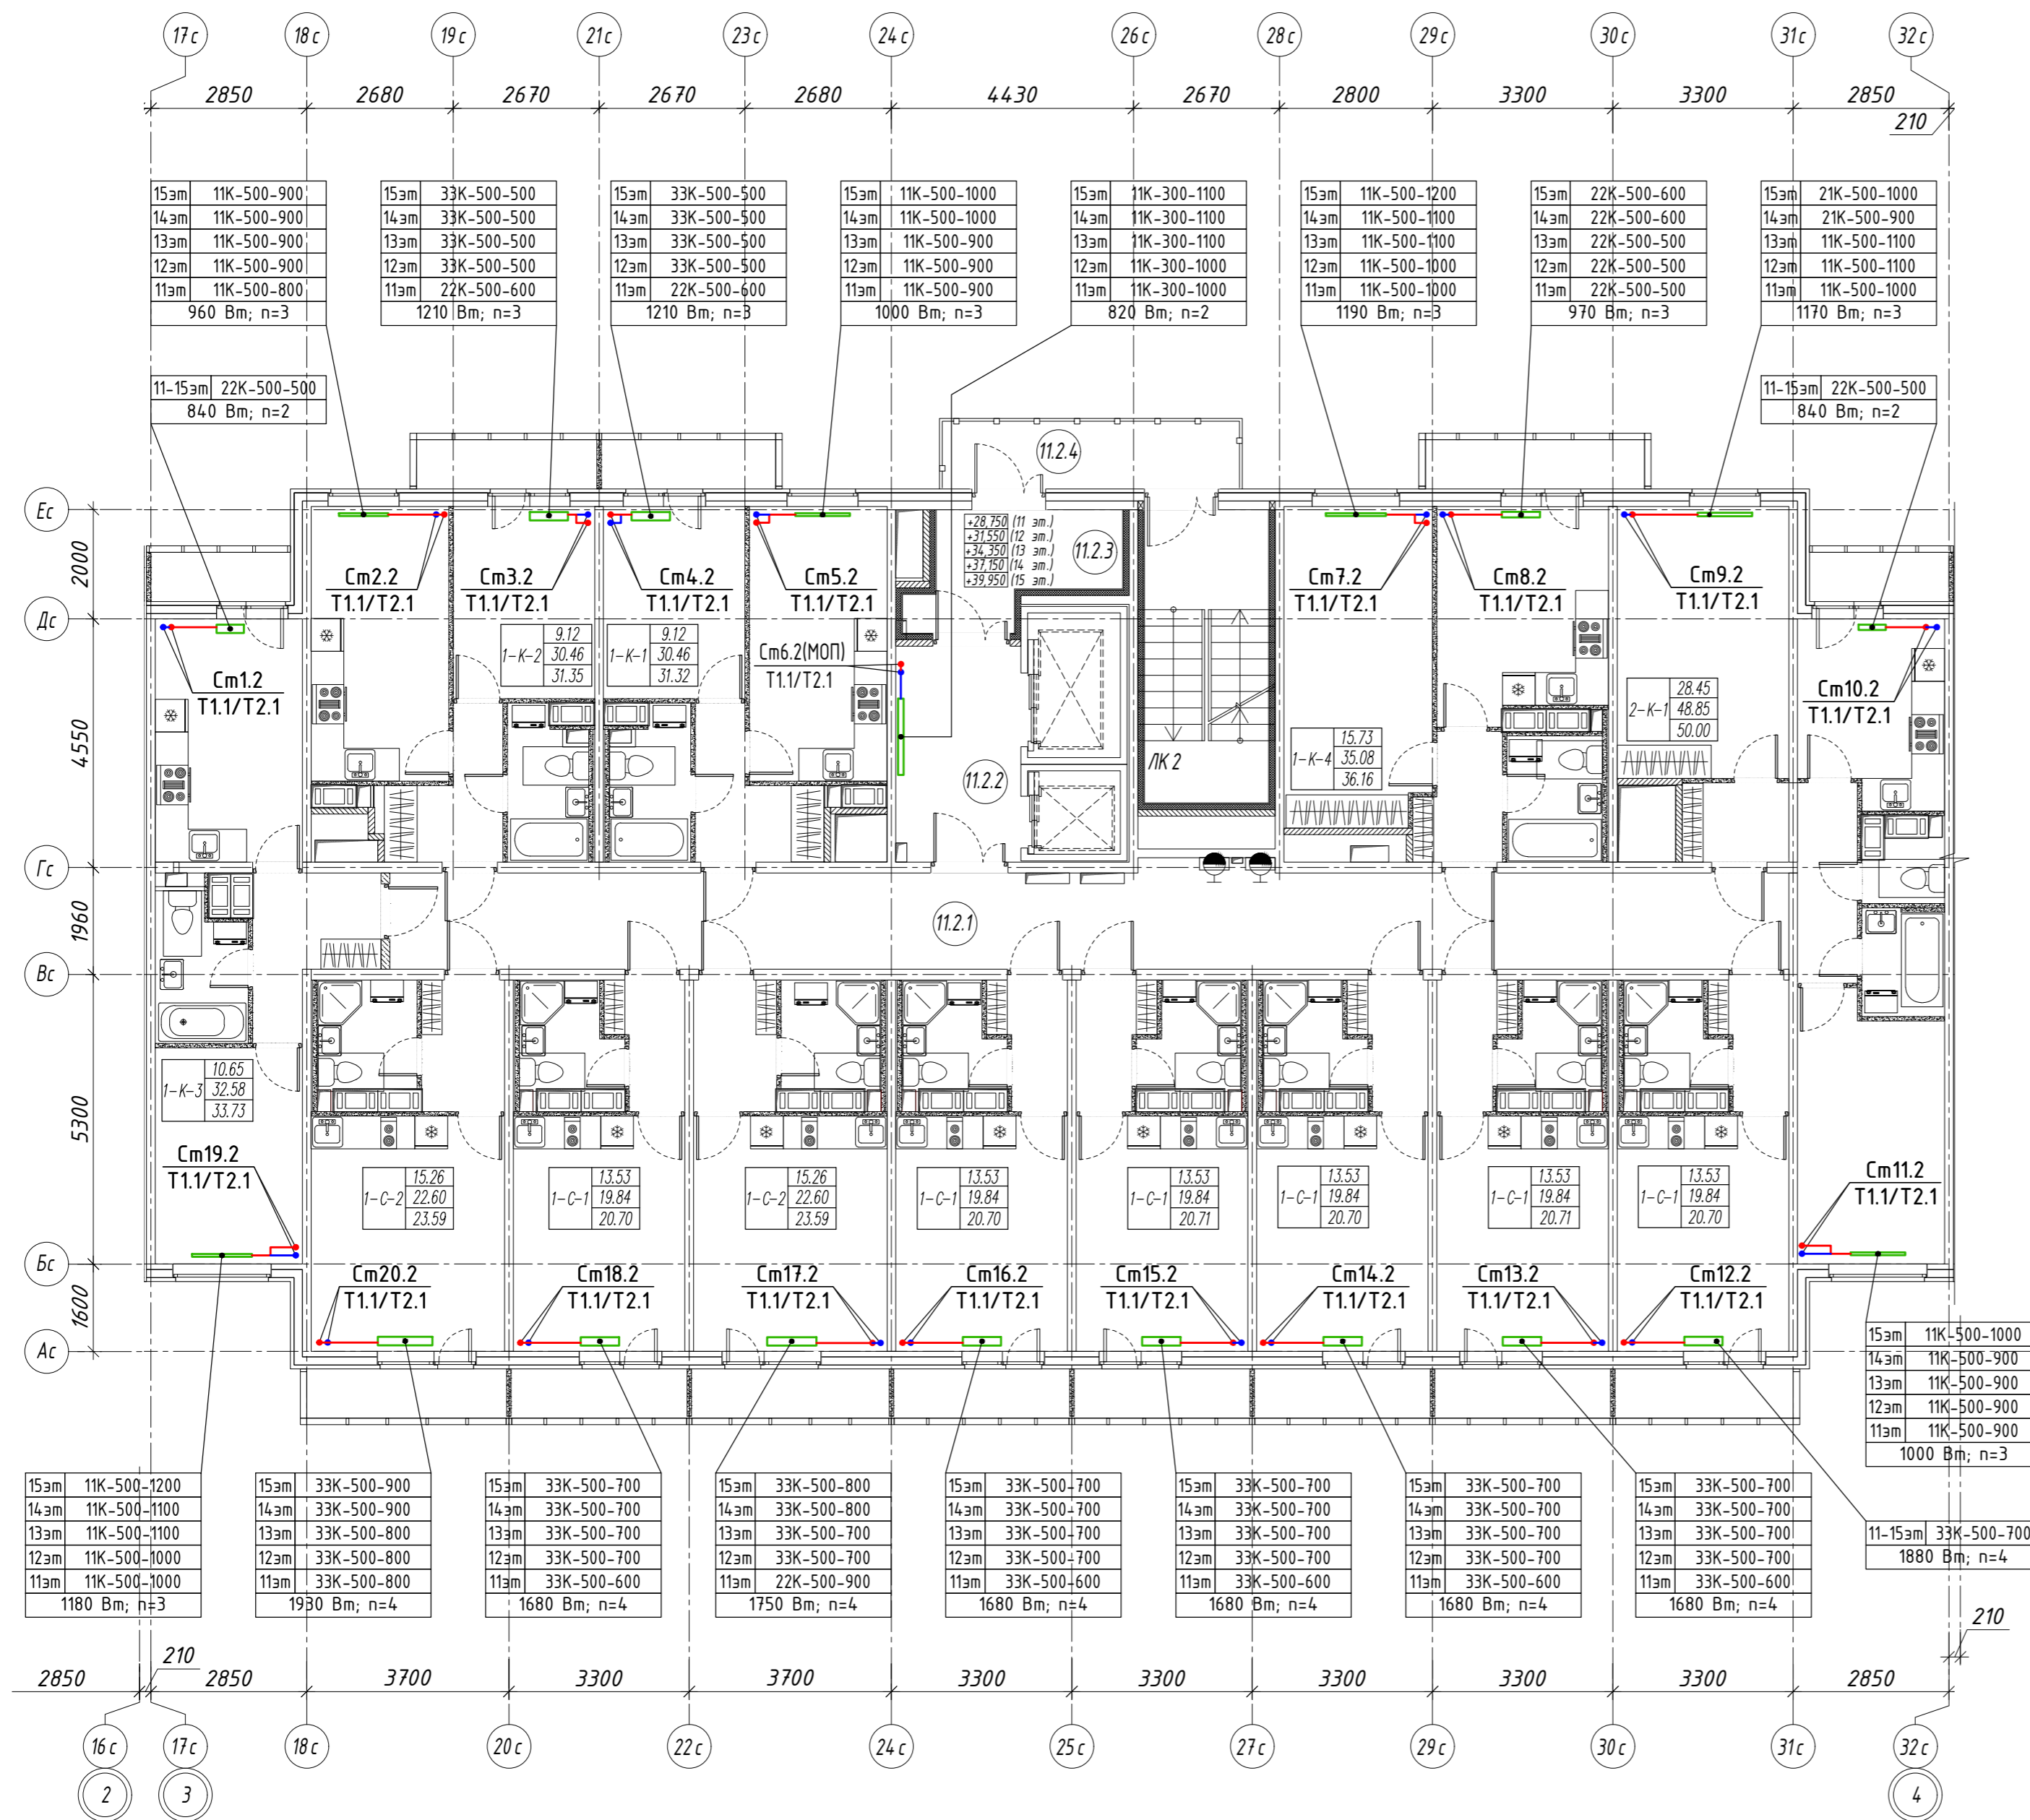 17с 18с 19с 21с 23с 24с 26с 28с 29с 30с 31с 32с
2850 2680 2670 2670 2680 4430 2670 2800 3300 3300 2850
210
15эт 11К-500-900
14эт 11К-500-900
13эт 11К-500-900
12эт 11К-500-900
11эт 11К-500-800
960 Вт; n=3
15эт 33К-500-500
14эт 33К-500-500
13эт 33К-500-500
12эт 33К-500-500
11эт 22К-500-600
1210 Вт; n=3
15эт 33К-500-500
14эт 33К-500-500
13эт 33К-500-500
12эт 33К-500-500
11эт 22К-500-600
1210 Вт; n=3
15эт 11К-500-1000
14эт 11К-500-1000
13эт 11К-500-900
12эт 11К-500-900
11эт 11К-500-900
1000 Вт; n=3
15эт 11К-300-1100
14эт 11К-300-1100
13эт 11К-300-1100
12эт 11К-300-1000
11эт 11К-300-1000
820 Вт; n=2
15эт 11К-500-1200
14эт 11К-500-1100
13эт 11К-500-1100
12эт 11К-500-1000
11эт 11К-500-1000
1190 Вт; n=3
15эт 22К-500-600
14эт 22К-500-600
13эт 22К-500-500
12эт 22К-500-500
11эт 22К-500-500
970 Вт; n=3
15эт 21К-500-1000
14эт 21К-500-900
13эт 11К-500-1100
12эт 11К-500-1100
11эт 11К-500-1000
1170 Вт; n=3
11-15эт 22К-500-500
840 Вт; n=2
11-15эт 22К-500-500
840 Вт; n=2
11.2.4
Ес
+28,750 (11 эт.)
+31,550 (12 эт.)
+34,350 (13 эт.)
+37,150 (14 эт.)
+39,950 (15 эт.)
11.2.3
2000
Ст2.2
Т1.1/Т2.1
Ст3.2
Т1.1/Т2.1
Ст4.2
Т1.1/Т2.1
Ст5.2
Т1.1/Т2.1
Ст7.2
Т1.1/Т2.1
Ст8.2
Т1.1/Т2.1
Ст9.2
Т1.1/Т2.1
Дс
1-К-2
9.12
30.46
31.35
1-К-1
9.12
30.46
31.32
Ст6.2(МОП)
Т1.1/Т2.1
Ст1.2
Т1.1/Т2.1
2-К-1
28.45
48.85
50.00
Ст10.2
Т1.1/Т2.1
4550
1-К-4
15.73
35.08
36.16
ЛК 2
11.2.2
Гс
1960
11.2.1
Вс
5300
1-К-3
10.65
32.58
33.73
Ст19.2
Т1.1/Т2.1
1-С-2
15.26
22.60
23.59
1-С-1
13.53
19.84
20.70
1-С-2
15.26
22.60
23.59
1-С-1
13.53
19.84
20.70
1-С-1
13.53
19.84
20.71
1-С-1
13.53
19.84
20.70
1-С-1
13.53
19.84
20.71
1-С-1
13.53
19.84
20.70
Ст11.2
Т1.1/Т2.1
Бс
1600
Ст20.2
Т1.1/Т2.1
Ст18.2
Т1.1/Т2.1
Ст17.2
Т1.1/Т2.1
Ст16.2
Т1.1/Т2.1
Ст15.2
Т1.1/Т2.1
Ст14.2
Т1.1/Т2.1
Ст13.2
Т1.1/Т2.1
Ст12.2
Т1.1/Т2.1
Ас
15эт 11К-500-1000
14эт 11К-500-900
13эт 11К-500-900
12эт 11К-500-900
11эт 11К-500-900
1000 Вт; n=3
15эт 11К-500-1200
14эт 11К-500-1100
13эт 11К-500-1100
12эт 11К-500-1000
11эт 11К-500-1000
1180 Вт; n=3
15эт 33К-500-900
14эт 33К-500-900
13эт 33К-500-800
12эт 33К-500-800
11эт 33К-500-800
1930 Вт; n=4
15эт 33К-500-700
14эт 33К-500-700
13эт 33К-500-700
12эт 33К-500-700
11эт 33К-500-600
1680 Вт; n=4
15эт 33К-500-800
14эт 33К-500-800
13эт 33К-500-700
12эт 33К-500-700
11эт 22К-500-900
1750 Вт; n=4
15эт 33К-500-700
14эт 33К-500-700
13эт 33К-500-700
12эт 33К-500-700
11эт 33К-500-600
1680 Вт; n=4
15эт 33К-500-700
14эт 33К-500-700
13эт 33К-500-700
12эт 33К-500-700
11эт 33К-500-600
1680 Вт; n=4
15эт 33К-500-700
14эт 33К-500-700
13эт 33К-500-700
12эт 33К-500-700
11эт 33К-500-600
1680 Вт; n=4
15эт 33К-500-700
14эт 33К-500-700
13эт 33К-500-700
12эт 33К-500-700
11эт 33К-500-600
1680 Вт; n=4
11-15эт 33К-500-700
1880 Вт; n=4
210
210
2850 2850 3700 3300 3700 3300 3300 3300 3300 3300 2850
16с 17с 18с 20с 22с 24с 25с 27с 29с 30с 31с 32с
2 3 4